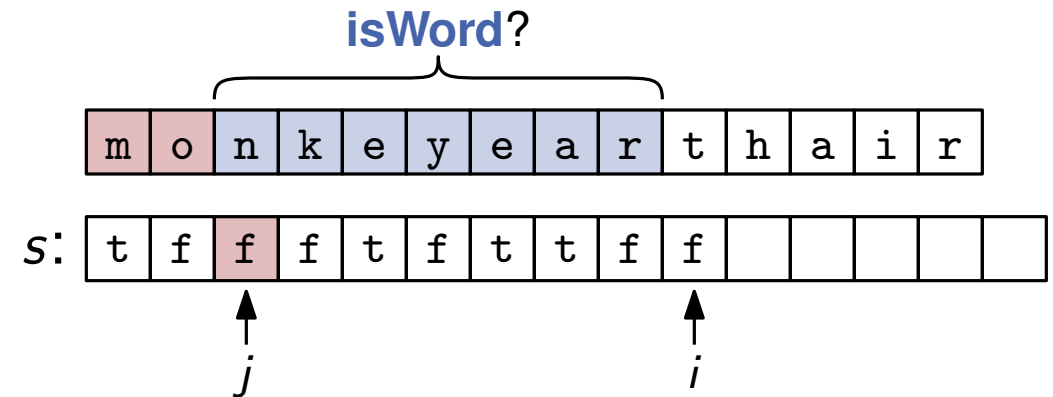 isWord?
m o n k e y e a r t h a i r
s: t f f f t f t t f f
j i